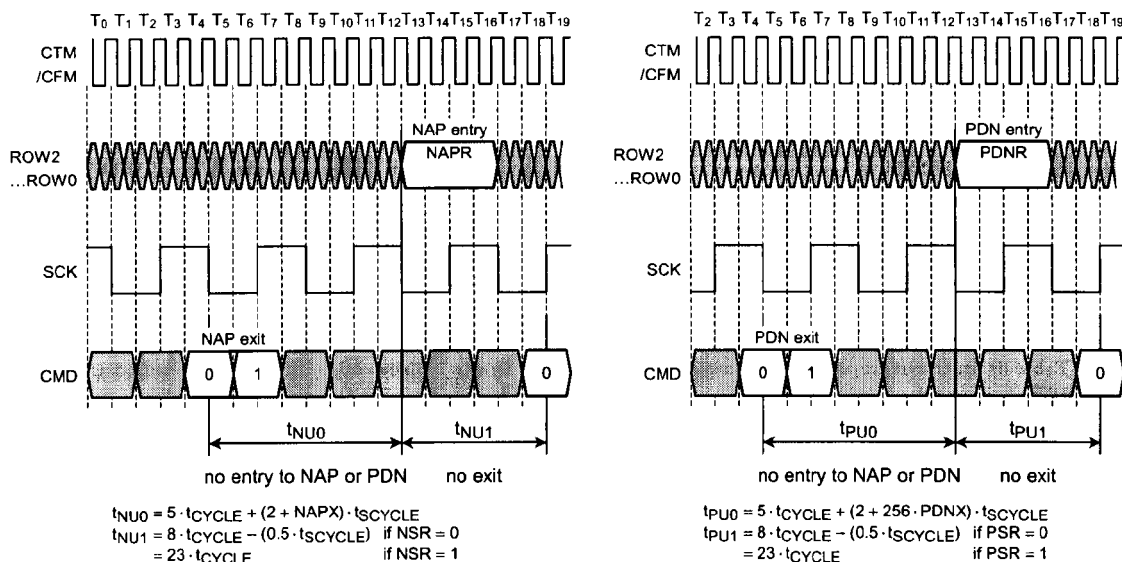 T0 T1 T2 T3 T4 T5 T6 T7 T8 T9 T10 T11 T12 T13 T14 T15 T16 T17 T18 T19
CTM
/CFM
NAP entry
ROW2
...ROW0
NAPR
SCK
NAP exit
CMD
0
1
0
tNU0
tNU1
no entry to NAP or PDN
no exit
tNU0 = 5 · tCYCLE + (2 + NAPX) · tSCYCLE
tNU1 = 8 · tCYCLE – (0.5 · tSCYCLE) if NSR = 0
= 23 · tCYCLE if NSR = 1
T2 T3 T4 T5 T6 T7 T8 T9 T10 T11 T12 T13 T14 T15 T16 T17 T18 T19
CTM
/CFM
PDN entry
ROW2
...ROW0
PDNR
SCK
PDN exit
CMD
0
1
0
tPU0
tPU1
no entry to NAP or PDN
no exit
tPU0 = 5 · tCYCLE + (2 + 256 · PDNX) · tSCYCLE
tPU1 = 8 · tCYCLE – (0.5 · tSCYCLE) if PSR = 0
= 23 · tCYCLE if PSR = 1